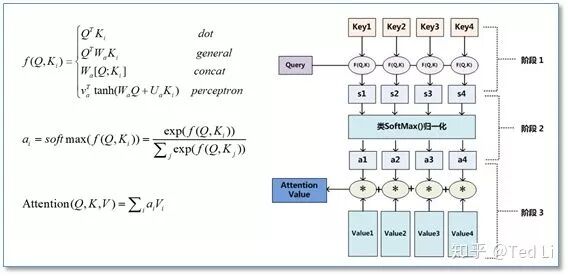 f(Q,K_i) = { Q^T K_i dot
Q^T W_a K_i general
W_a[Q;K_i] concat
v_a^T tanh(W_a Q + U_a K_i) perceptron
a_i = softmax(f(Q,K_i)) = exp(f(Q,K_i)) / ∑_j exp(f(Q,K_j))
Attention(Q,K,V) = ∑_i a_i V_i
Key1 Key2 Key3 Key4
Query F(Q,K) F(Q,K) F(Q,K) F(Q,K) 阶段 1
s1 s2 s3 s4
类SoftMax()归一化 阶段 2
a1 a2 a3 a4
Attention Value * + * + * + * 阶段 3
Value1 Value2 Value3 Value4
知乎 @Ted Li